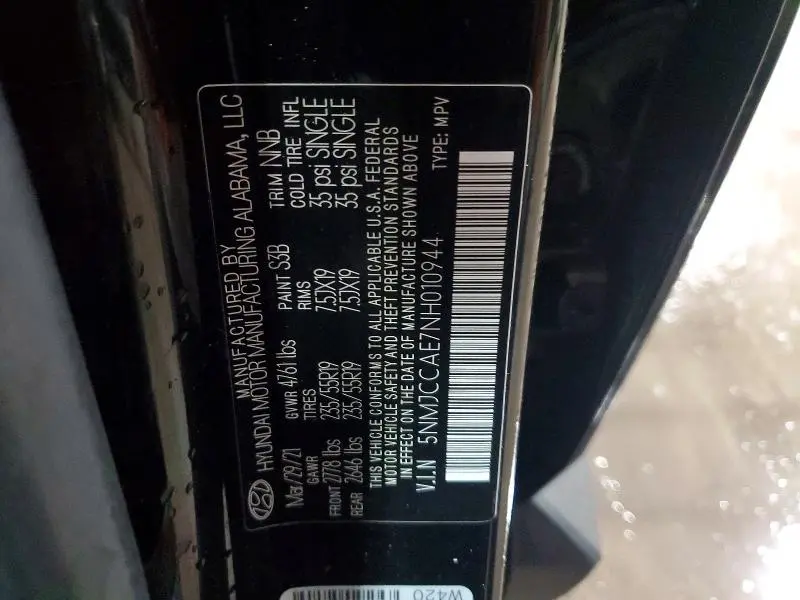 MANUFACTURED BY
HYUNDAI MOTOR MANUFACTURING ALABAMA, LLC
Mar/29/21 GVWR 4761 lbs PAINT S3B TRIM NNB
GAWR TIRES RIMS COLD TIRE INFL
FRONT 2778 lbs 235/55R19 7.5JX19 35 psi SINGLE
REAR 2646 lbs 235/55R19 7.5JX19 35 psi SINGLE
THIS VEHICLE CONFORMS TO ALL APPLICABLE U.S.A. FEDERAL
MOTOR VEHICLE SAFETY AND THEFT PREVENTION STANDARDS
IN EFFECT ON THE DATE OF MANUFACTURE SHOWN ABOVE
V.I.N 5NMJCCAE7NH010944 TYPE: MPV
W420